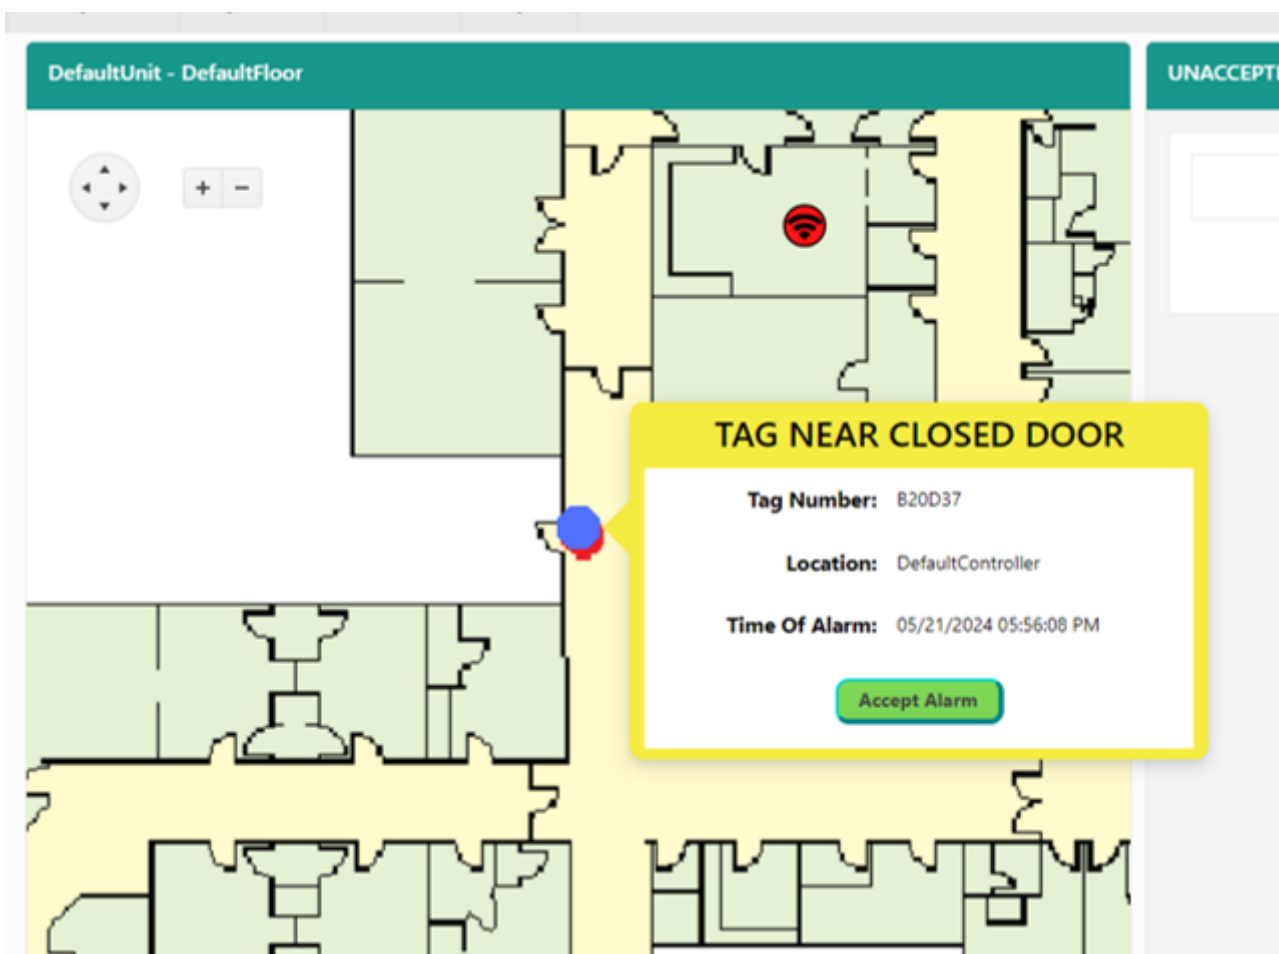 DefaultUnit - DefaultFloor
+ −
TAG NEAR CLOSED DOOR
Tag Number: B20D37
Location: DefaultController
Time Of Alarm: 05/21/2024 05:56:08 PM
Accept Alarm